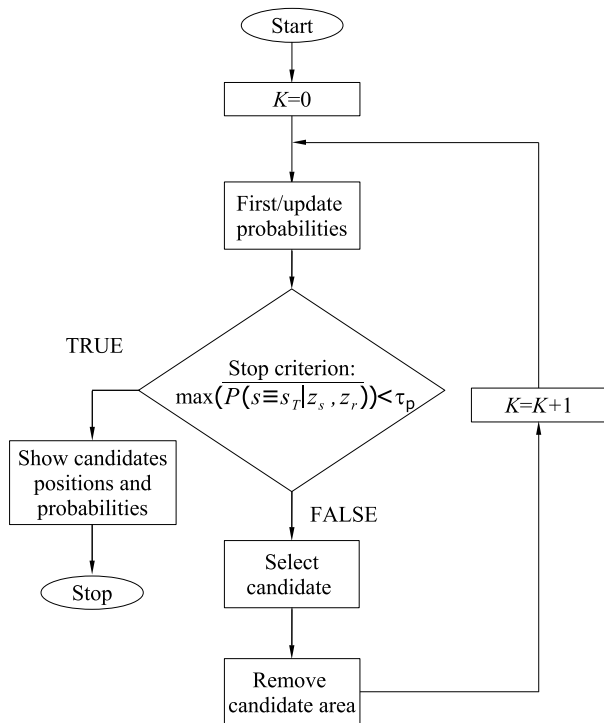 Start
K=0
First/update
probabilities
TRUE
Stop criterion:
max(P(s≡s_T|z_s,z_r))<τ_p
K=K+1
Show candidates
positions and
probabilities
FALSE
Select
candidate
Stop
Remove
candidate area